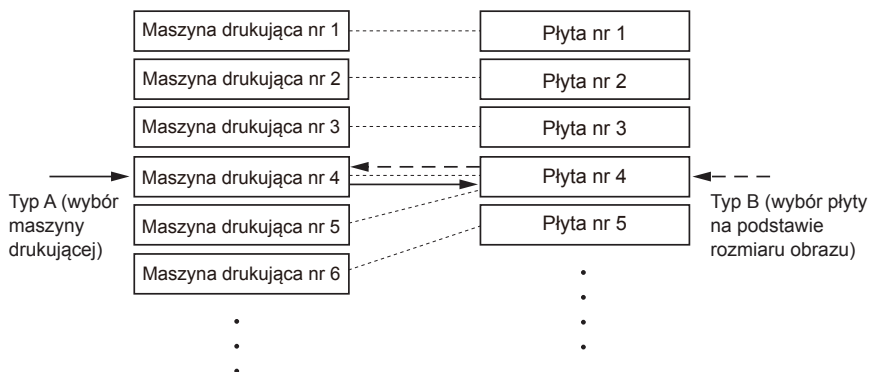 Maszyna drukująca nr 1
Płyta nr 1
Maszyna drukująca nr 2
Płyta nr 2
Maszyna drukująca nr 3
Płyta nr 3
Maszyna drukująca nr 4
Płyta nr 4
Typ A (wybór
maszyny
drukującej)
Typ B (wybór płyty
na podstawie
rozmiaru obrazu)
Maszyna drukująca nr 5
Płyta nr 5
Maszyna drukująca nr 6